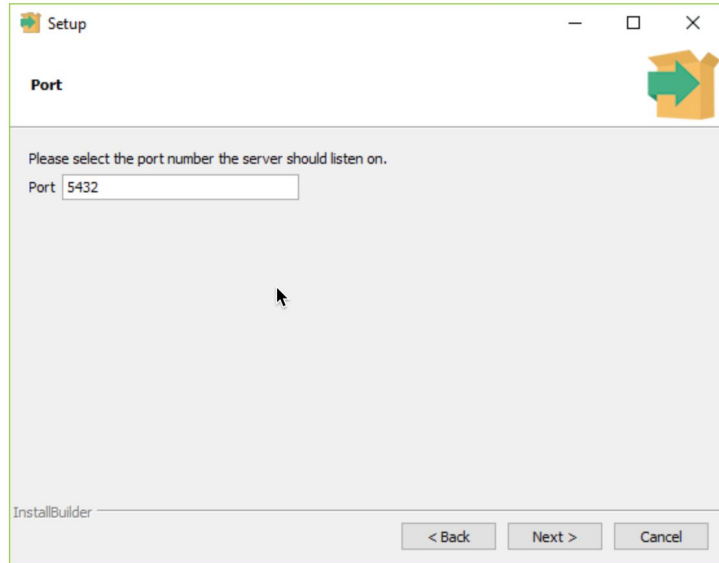 Setup
Port
Please select the port number the server should listen on.
Port 5432
InstallBuilder
< Back Next > Cancel